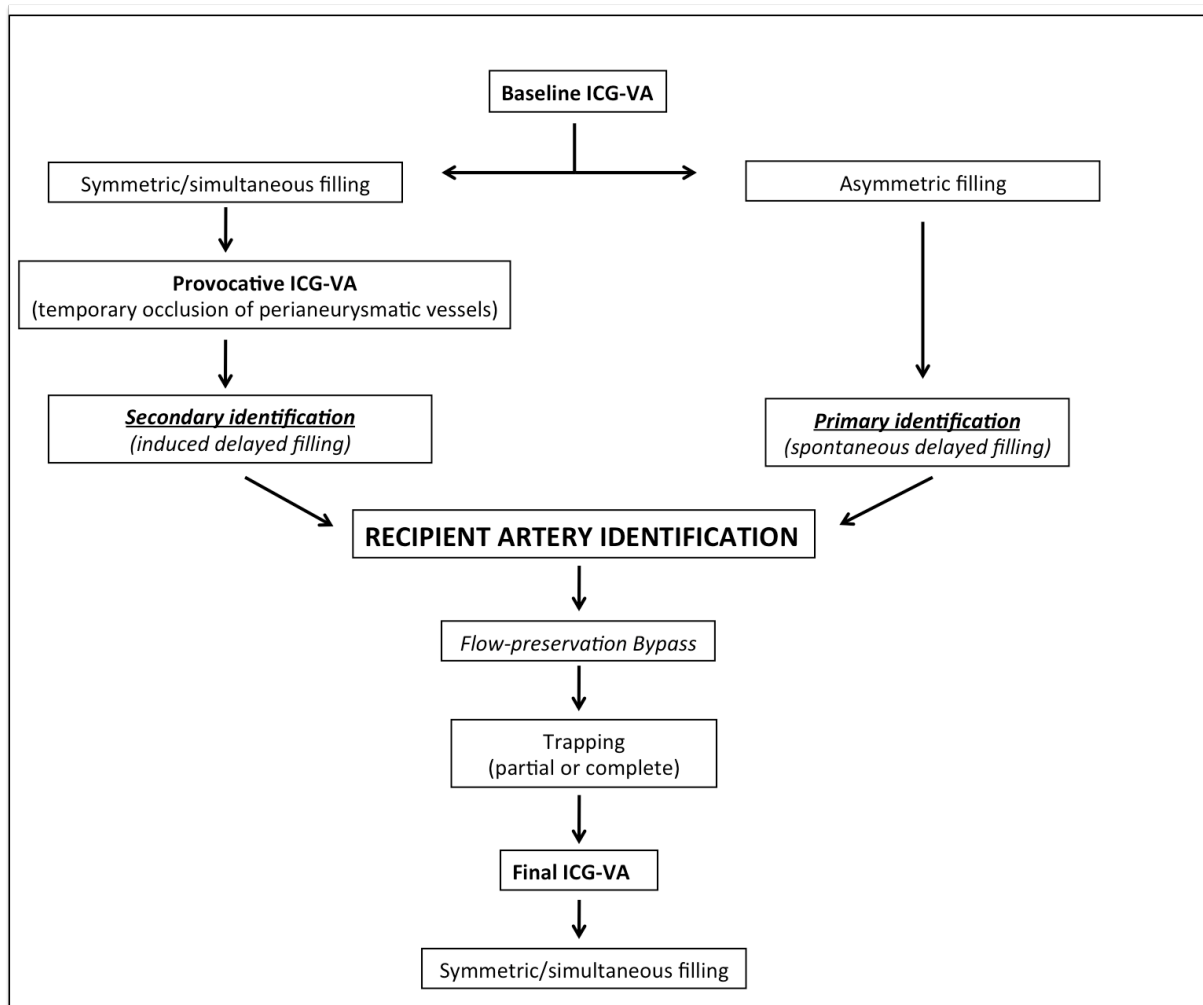 Baseline ICG-VA
Symmetric/simultaneous filling
Asymmetric filling
Provocative ICG-VA
(temporary occlusion of perianeurysmatic vessels)
Secondary identification
(induced delayed filling)
Primary identification
(spontaneous delayed filling)
RECIPIENT ARTERY IDENTIFICATION
Flow-preservation Bypass
Trapping
(partial or complete)
Final ICG-VA
Symmetric/simultaneous filling